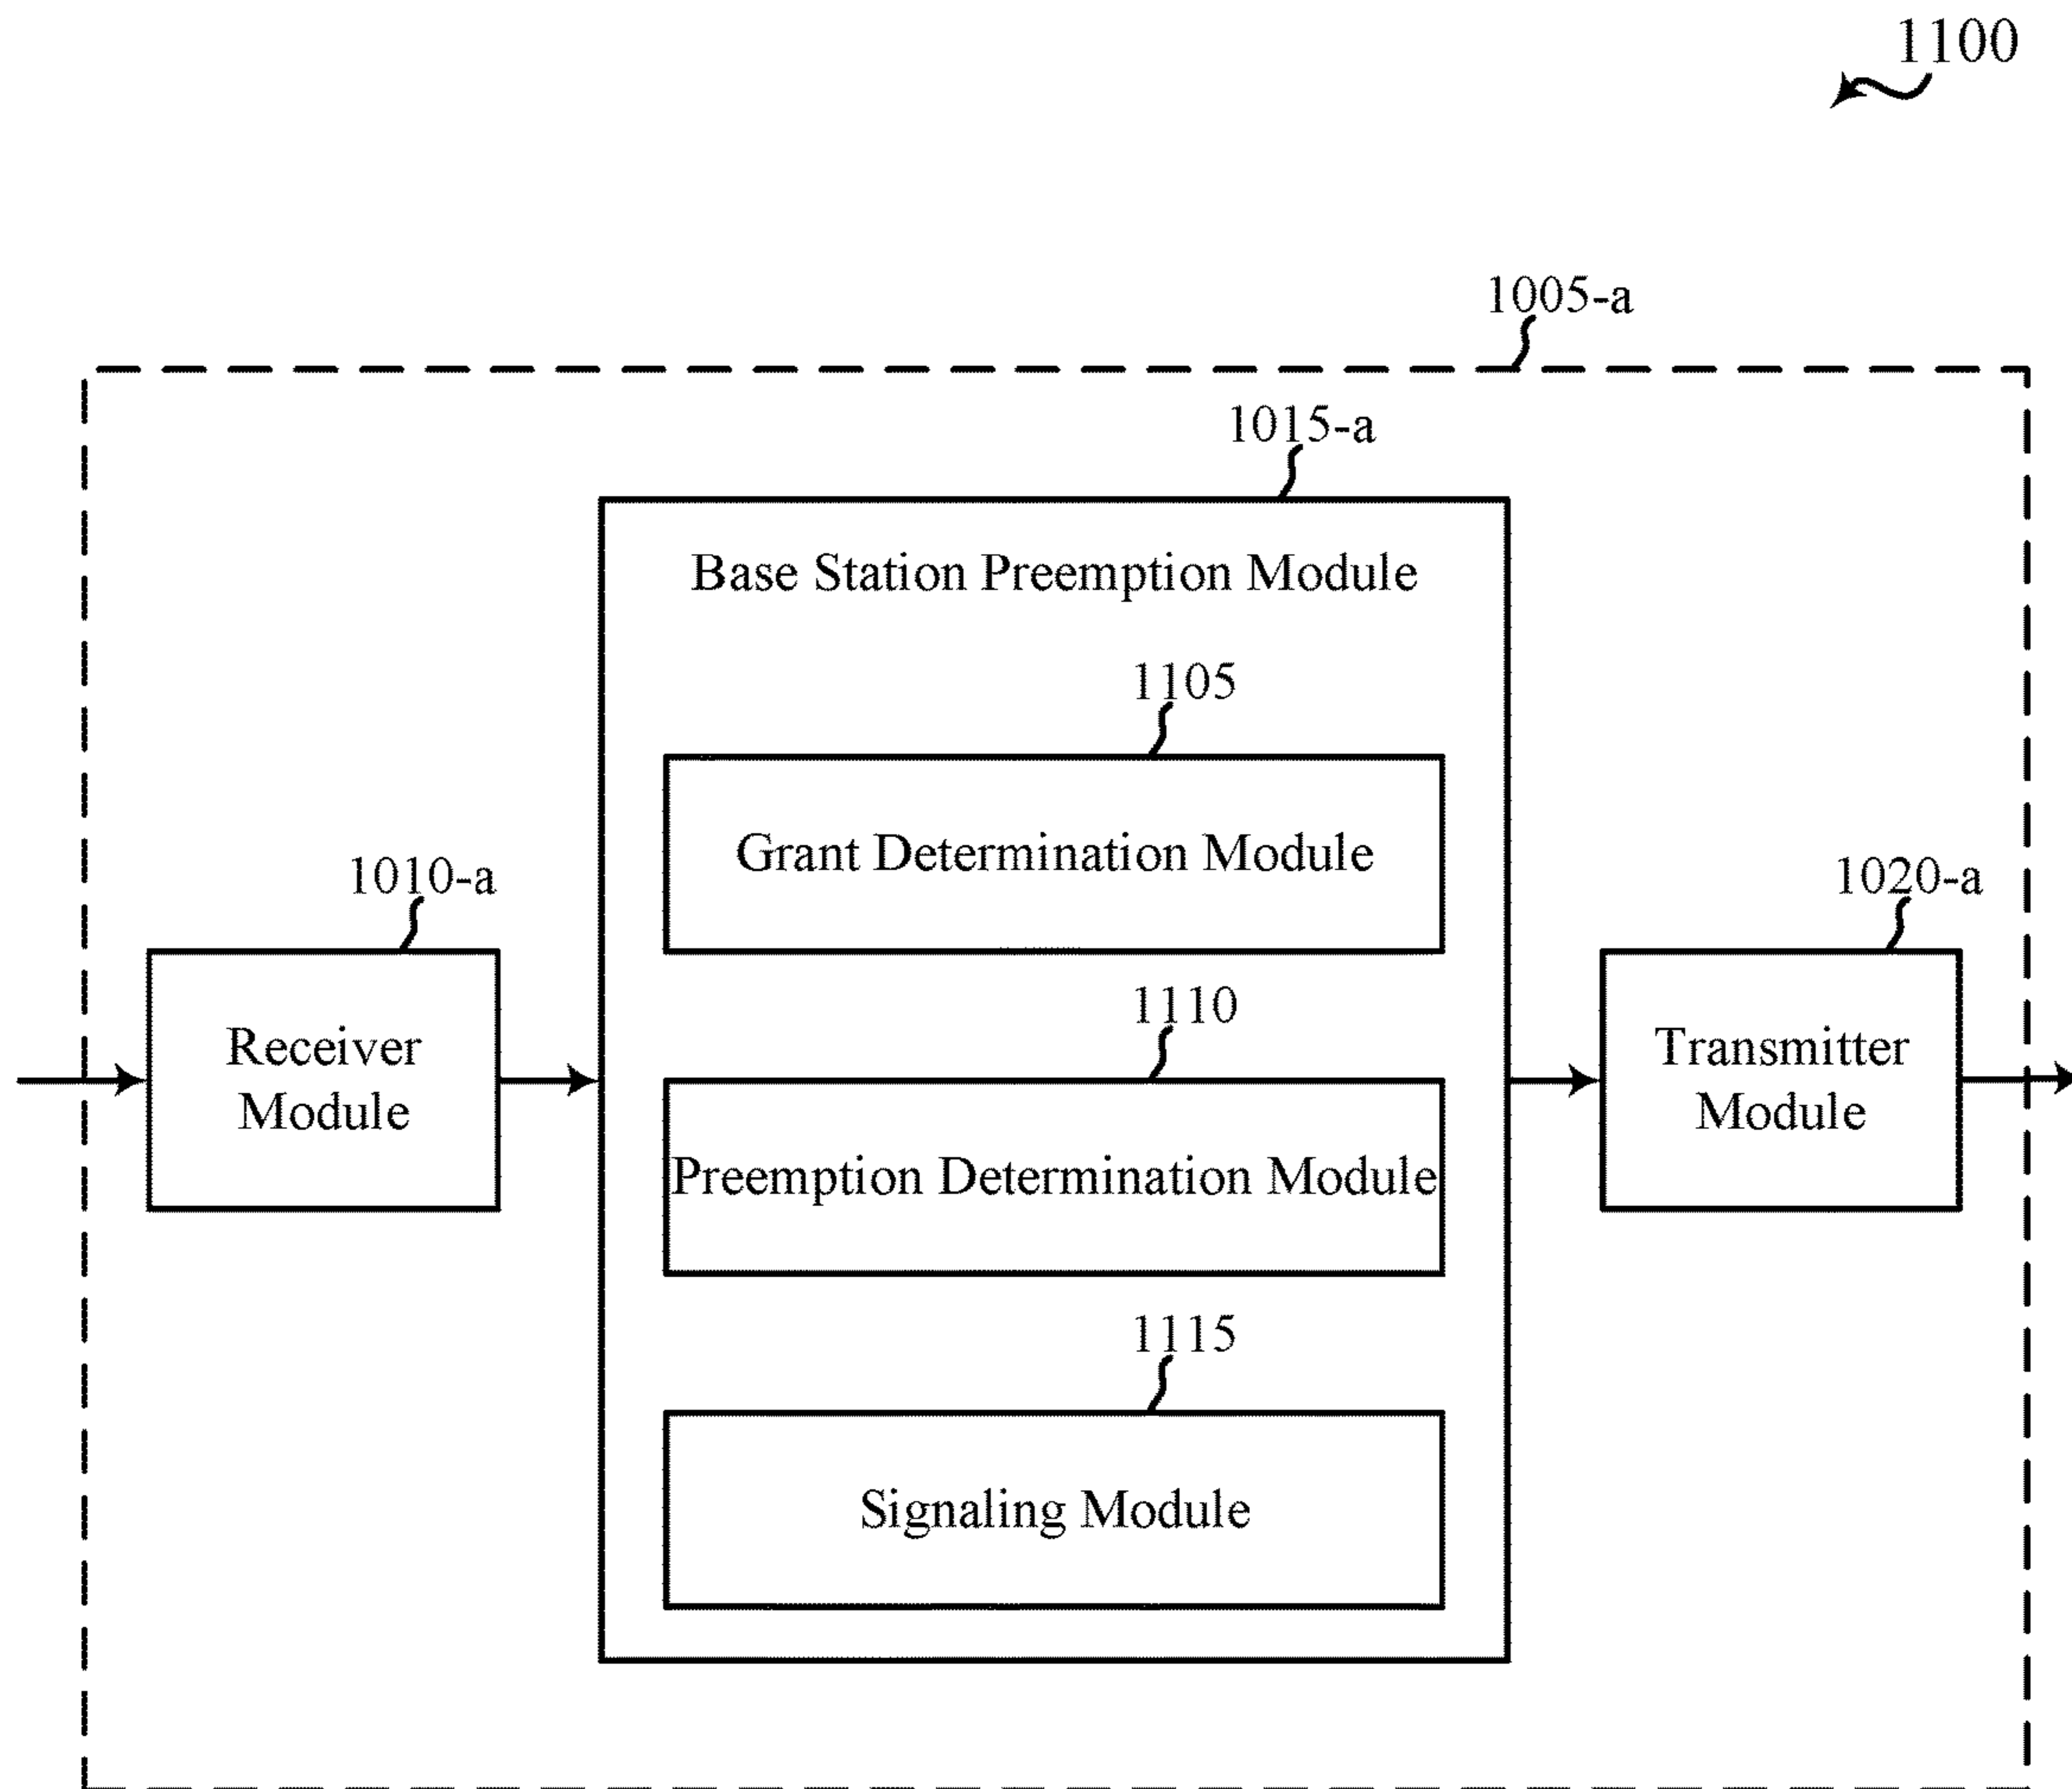 1100
1005-a
1015-a
Base Station Preemption Module
1105
Grant Determination Module
1010-a
Receiver
Module
1110
Preemption Determination Module
1020-a
Transmitter
Module
1115
Signaling Module